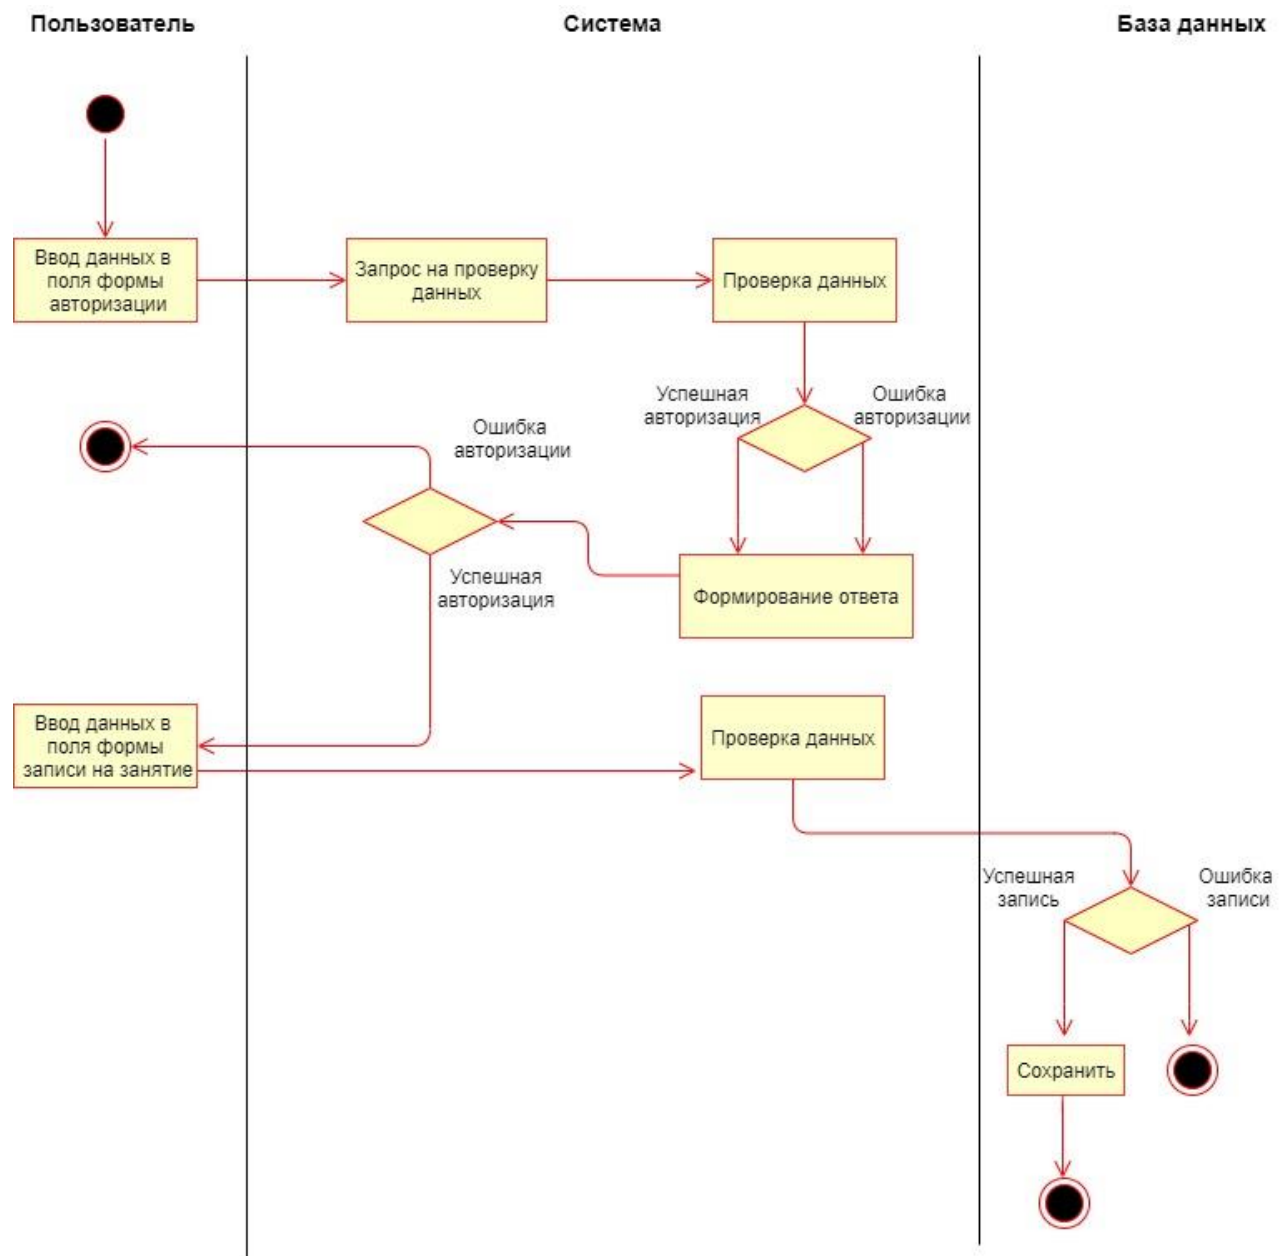 Пользователь
Система
База данных
Ввод данных в
поля формы
авторизации
Запрос на проверку
данных
Проверка данных
Успешная
авторизация
Ошибка
авторизации
Ошибка
авторизации
Успешная
авторизация
Формирование ответа
Ввод данных в
поля формы
записи на занятие
Проверка данных
Успешная
запись
Ошибка
записи
Сохранить